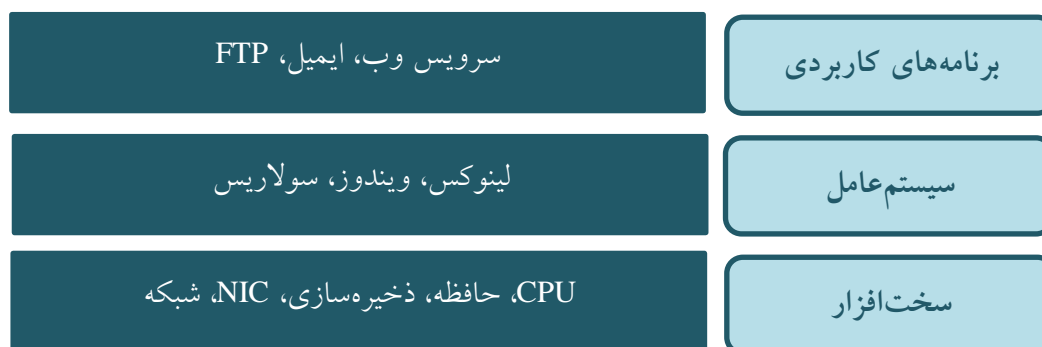 برنامه‌های کاربردی
سرویس وب، ایمیل، FTP
سیستم‌عامل
لینوکس، ویندوز، سولاریس
سخت‌افزار
CPU، حافظه، ذخیره‌سازی، NIC، شبکه